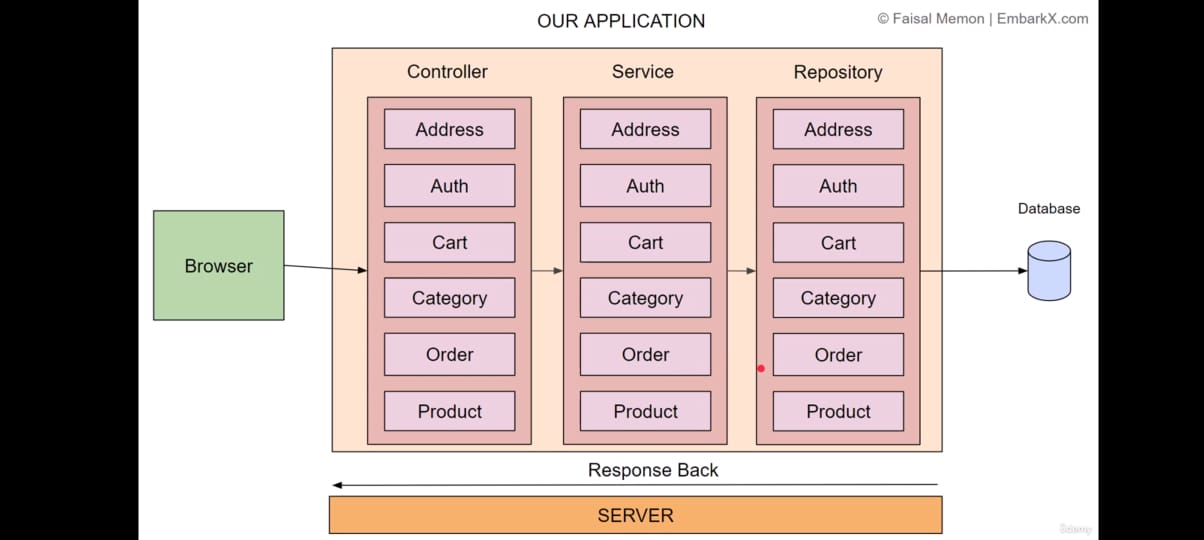 OUR APPLICATION
© Faisal Memon | EmbarkX.com
Controller
Service
Repository
Address
Address
Address
Auth
Auth
Auth
Database
Cart
Cart
Cart
Browser
Category
Category
Category
Order
Order
Order
Product
Product
Product
Response Back
SERVER
Udemy